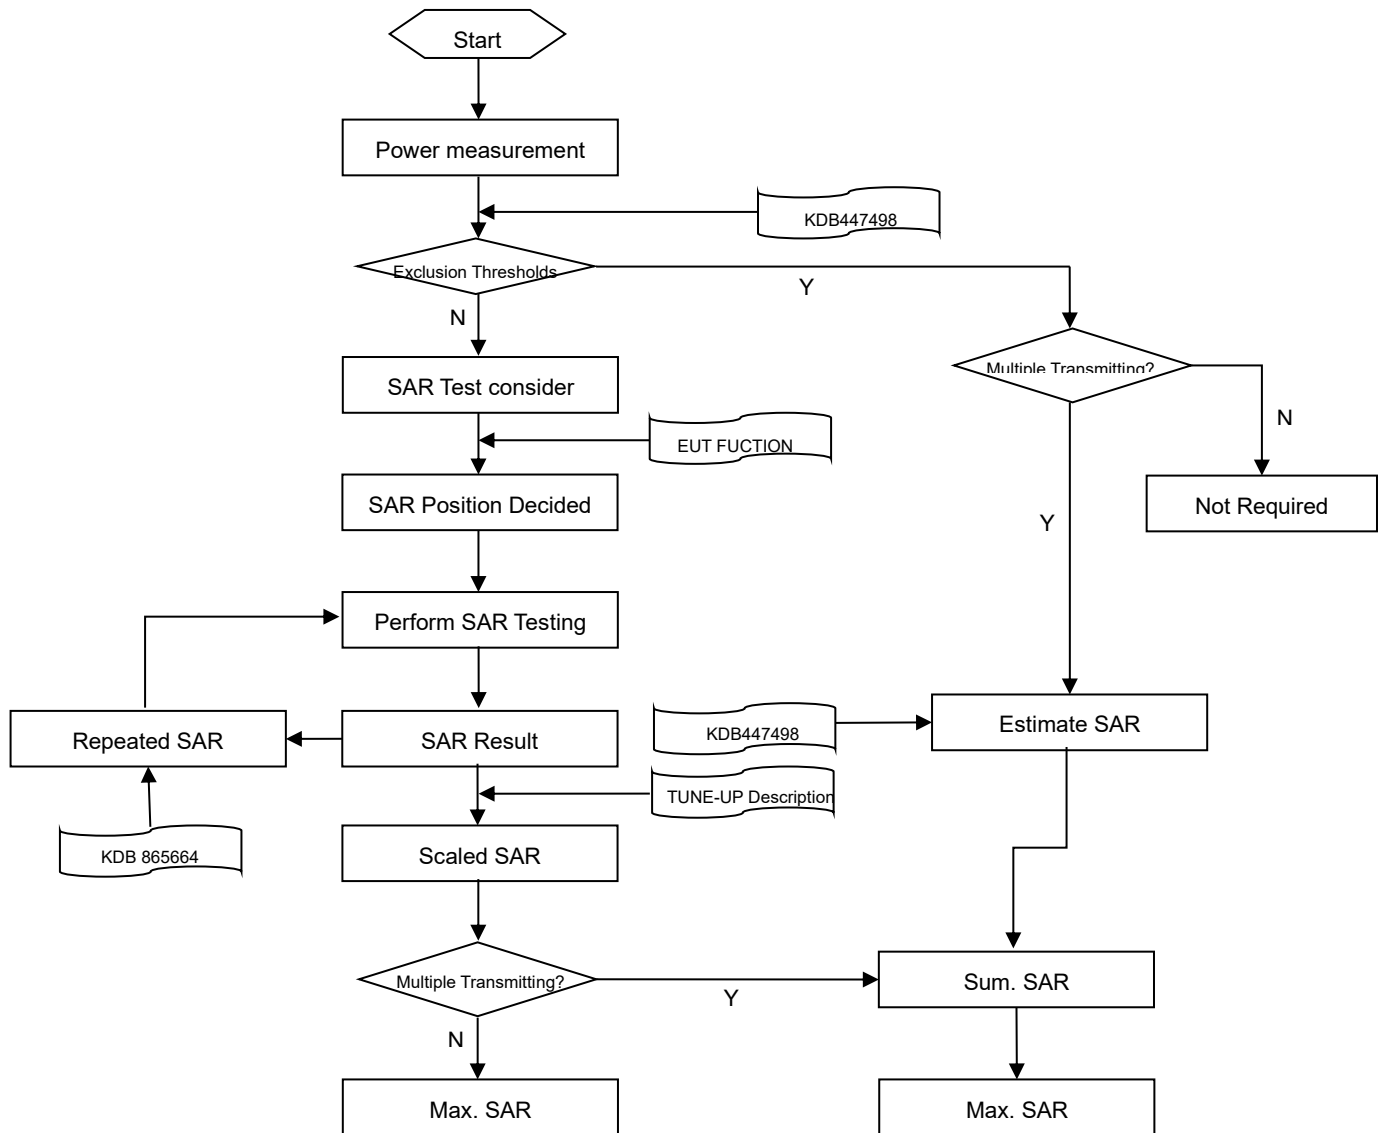 Start
Power measurement
KDB447498
Exclusion Thresholds
Y
N
Multiple Transmitting?
SAR Test consider
N
EUT FUCTION
SAR Position Decided
Not Required
Y
Perform SAR Testing
Repeated SAR
SAR Result
KDB447498
Estimate SAR
TUNE-UP Description
KDB 865664
Scaled SAR
Multiple Transmitting?
Y
Sum. SAR
N
Max. SAR
Max. SAR